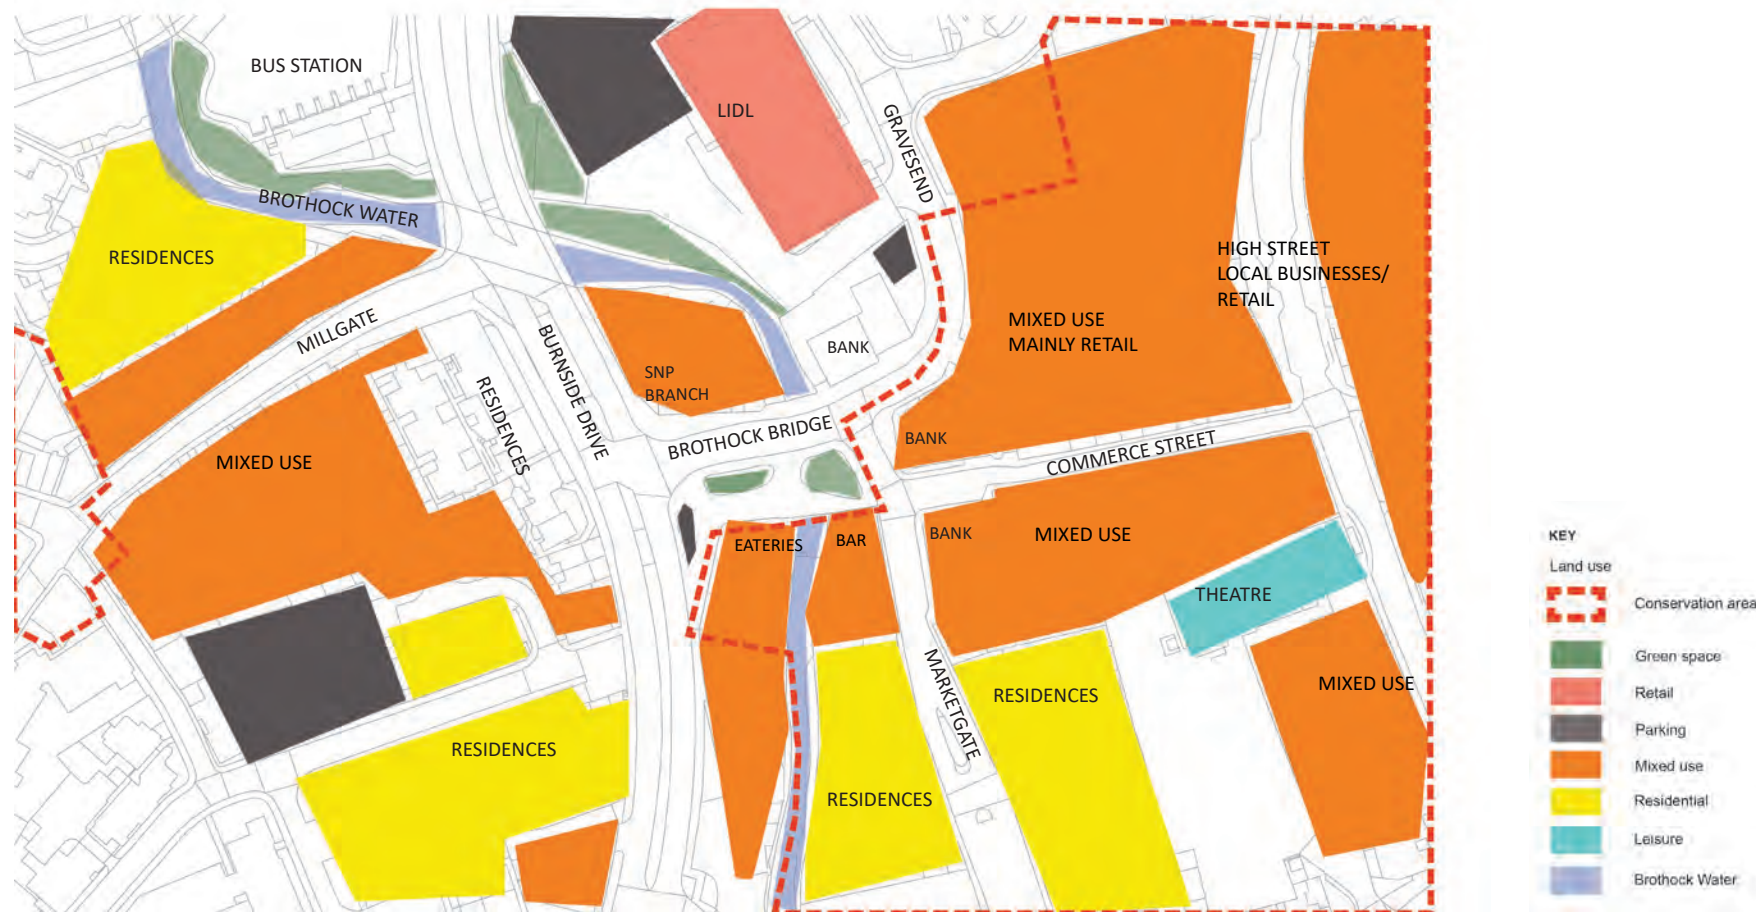 BUS STATION
LIDL
GRAVESEND
BROTHOCK WATER
RESIDENCES
HIGH STREET
LOCAL BUSINESSES/
RETAIL
MILLGATE
MIXED USE
MAINLY RETAIL
BANK
BURNSIDE DRIVE
SNP
BRANCH
RESIDENCES
BROTHOCK BRIDGE
BANK
COMMERCE STREET
MIXED USE
EATERIES
BAR
BANK
MIXED USE
THEATRE
MARKETGATE
RESIDENCES
MIXED USE
RESIDENCES
RESIDENCES
KEY
Land use
Conservation area
Green space
Retail
Parking
Mixed use
Residential
Leisure
Brothock Water